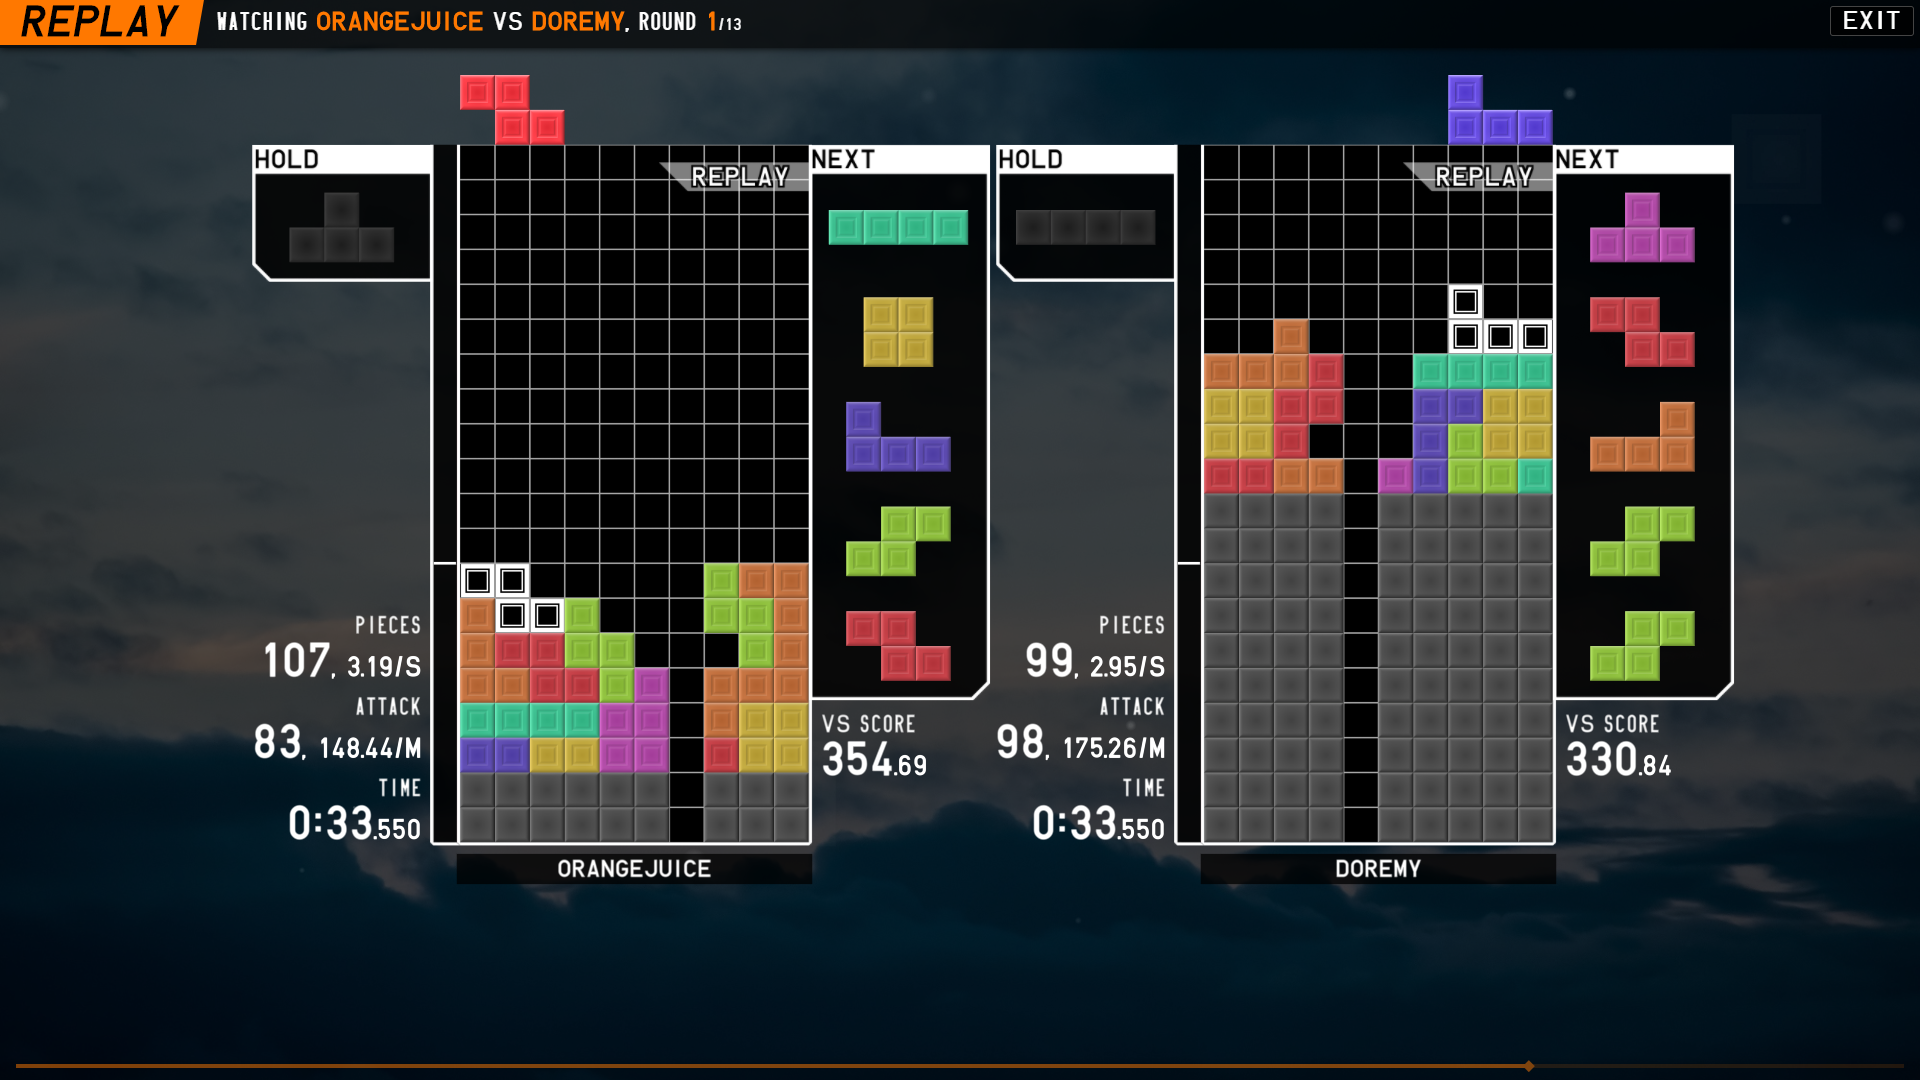 REPLAY
WATCHING ORANGEJUICE VS DOREMY, ROUND 1/13
EXIT
HOLD
REPLAY
NEXT
PIECES
107, 3.19/S
ATTACK
83, 148.44/M
TIME
0:33.550
VS SCORE
354.69
ORANGEJUICE
HOLD
REPLAY
NEXT
PIECES
99, 2.95/S
ATTACK
98, 175.26/M
TIME
0:33.550
VS SCORE
330.84
DOREMY